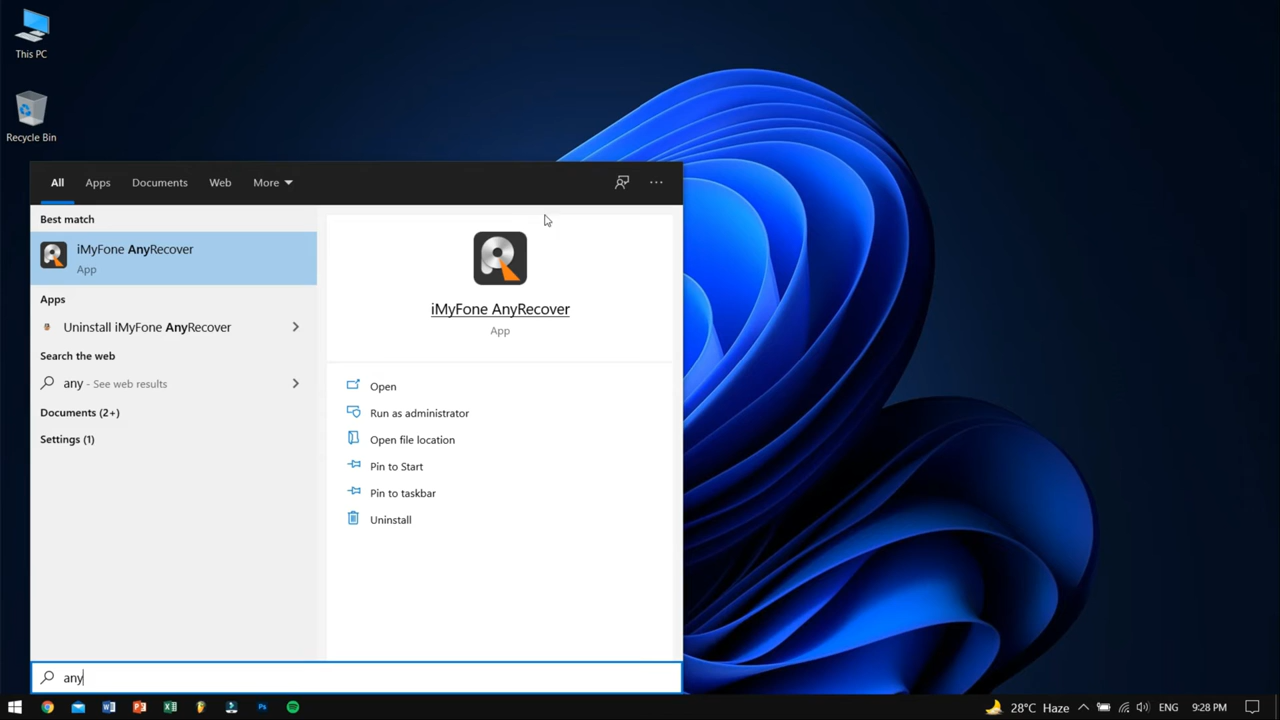 This PC
Recycle Bin
All Apps Documents Web More
Best match
iMyFone AnyRecover
App
Apps
Uninstall iMyFone AnyRecover
Search the web
any - See web results
Documents (2+)
Settings (1)
iMyFone AnyRecover
App
Open
Run as administrator
Open file location
Pin to Start
Pin to taskbar
Uninstall
any
28°C Haze ENG 9:28 PM